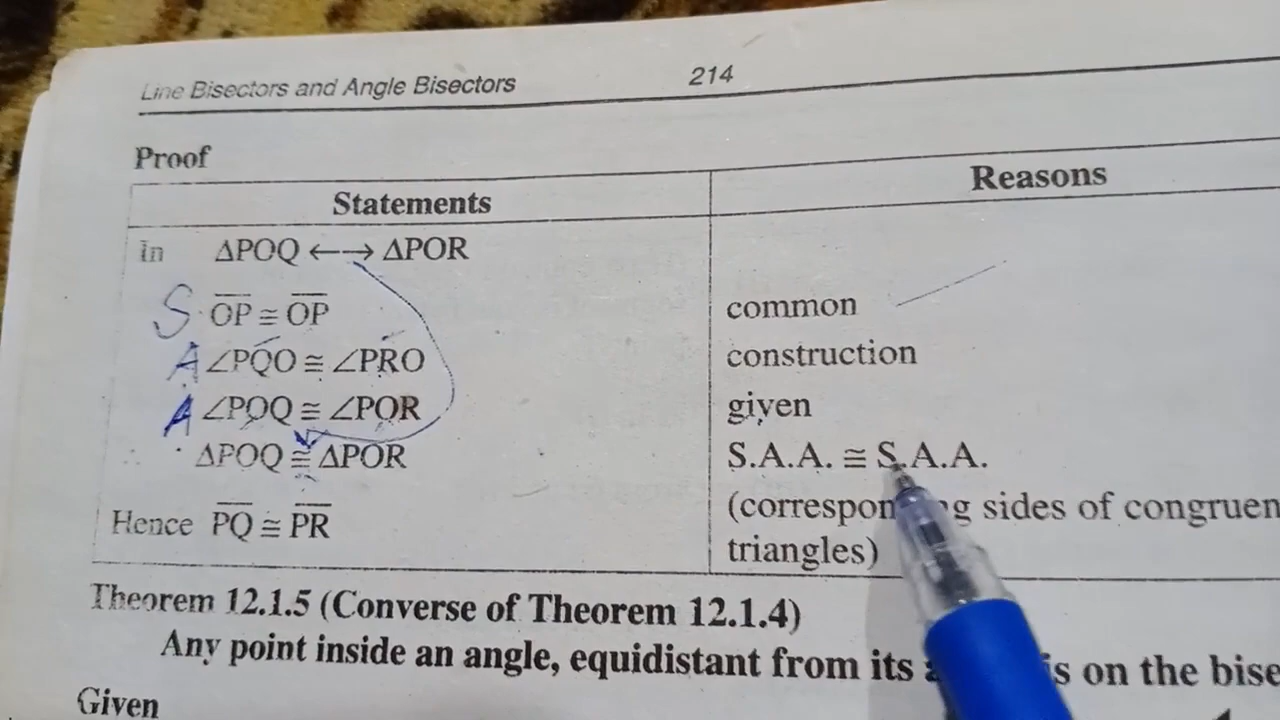 Line Bisectors and Angle Bisectors 214
Proof
Statements Reasons
In ΔPOQ ←→ ΔPOR
S OP ≅ OP common
A ∠PQO ≅ ∠PRO construction
A ∠POQ ≅ ∠POR given
∴ ΔPOQ ≅ ΔPOR S.A.A. ≅ S.A.A.
Hence PQ ≅ PR (correspon g sides of congruen
triangles)
Theorem 12.1.5 (Converse of Theorem 12.1.4)
Any point inside an angle, equidistant from its is on the bise
Given